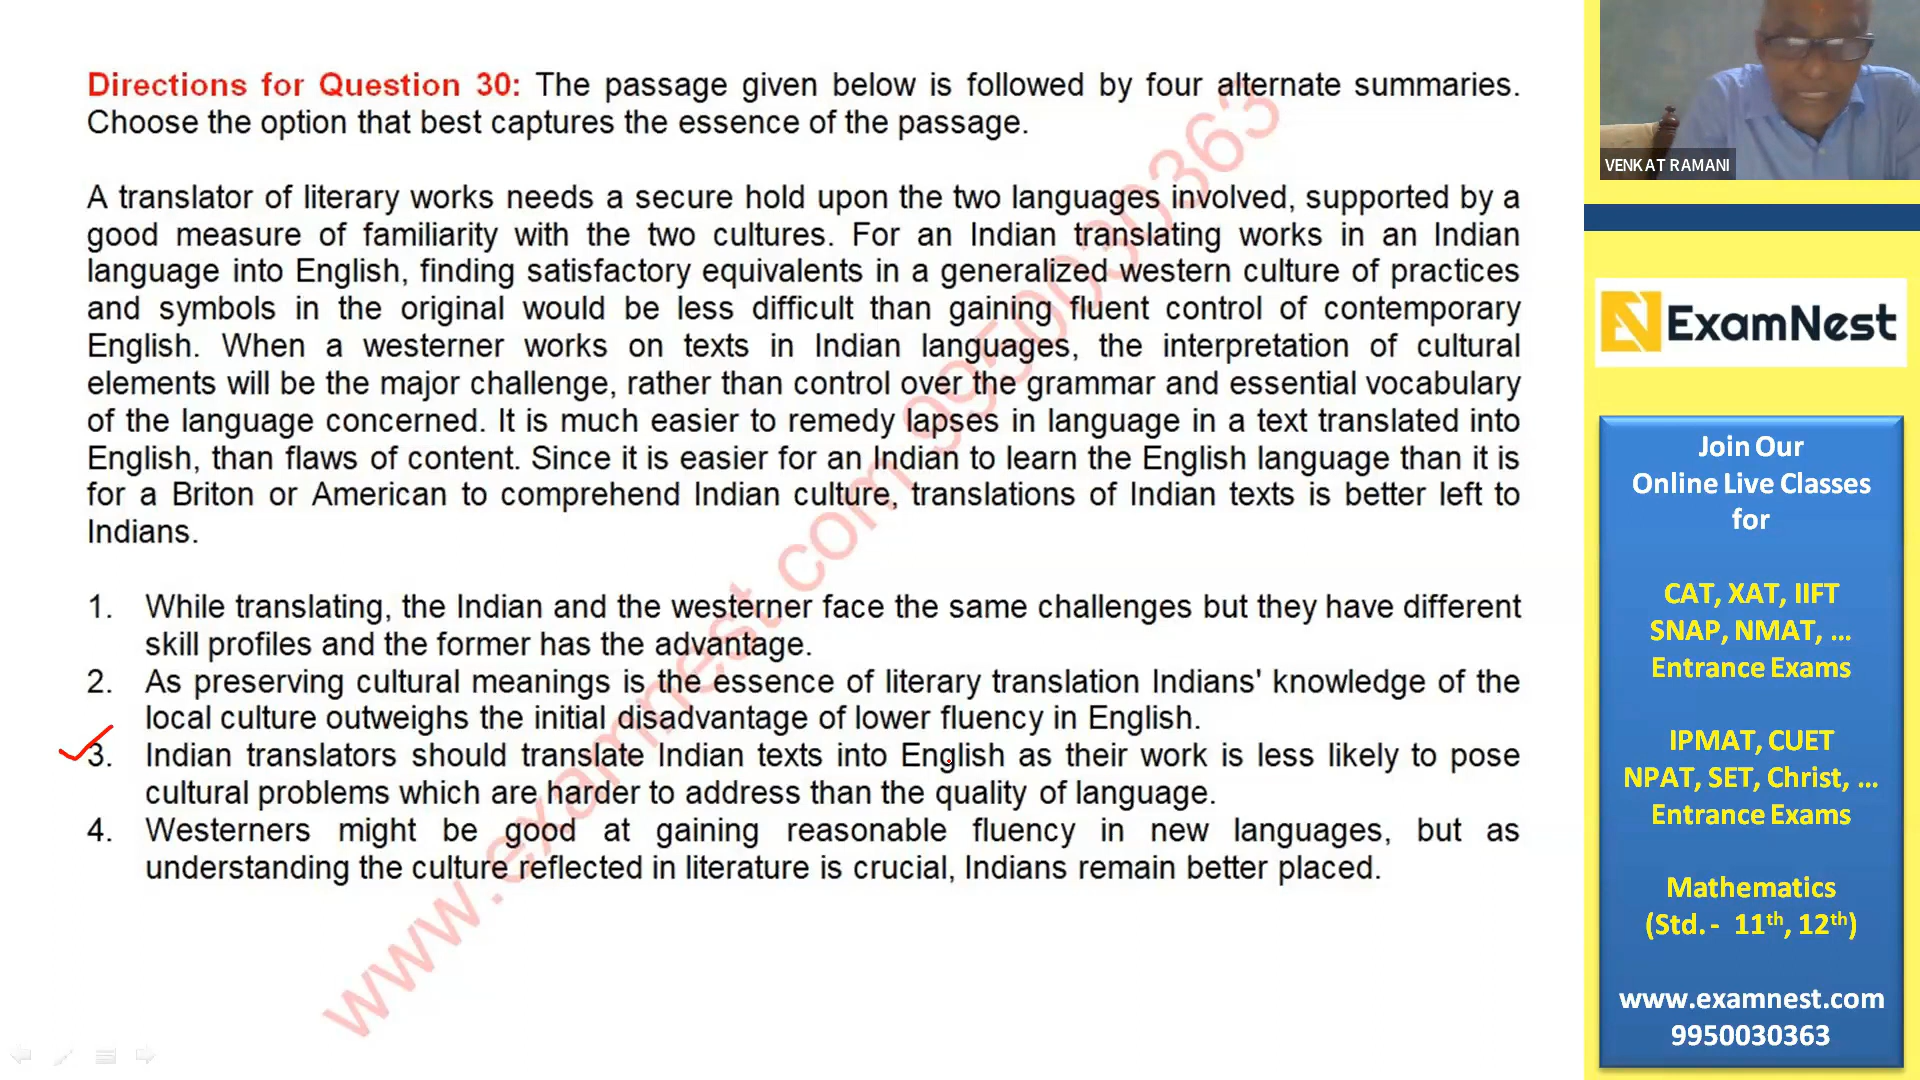 Directions for Question 30: The passage given below is followed by four alternate summaries.
Choose the option that best captures the essence of the passage.
A translator of literary works needs a secure hold upon the two languages involved, supported by a
good measure of familiarity with the two cultures. For an Indian translating works in an Indian
language into English, finding satisfactory equivalents in a generalized western culture of practices
and symbols in the original would be less difficult than gaining fluent control of contemporary
English. When a westerner works on texts in Indian languages, the interpretation of cultural
elements will be the major challenge, rather than control over the grammar and essential vocabulary
of the language concerned. It is much easier to remedy lapses in language in a text translated into
English, than flaws of content. Since it is easier for an Indian to learn the English language than it is
for a Briton or American to comprehend Indian culture, translations of Indian texts is better left to
Indians.
1. While translating, the Indian and the westerner face the same challenges but they have different
skill profiles and the former has the advantage.
2. As preserving cultural meanings is the essence of literary translation Indians' knowledge of the
local culture outweighs the initial disadvantage of lower fluency in English.
3. Indian translators should translate Indian texts into English as their work is less likely to pose
cultural problems which are harder to address than the quality of language.
4. Westerners might be good at gaining reasonable fluency in new languages, but as
understanding the culture reflected in literature is crucial, Indians remain better placed.
www.examnest com 9950030363
VENKAT RAMANI
ExamNest
Join Our
Online Live Classes
for
CAT, XAT, IIFT
SNAP, NMAT, ...
Entrance Exams
IPMAT, CUET
NPAT, SET, Christ, ...
Entrance Exams
Mathematics
(Std. - 11th, 12th)
www.examnest.com
9950030363